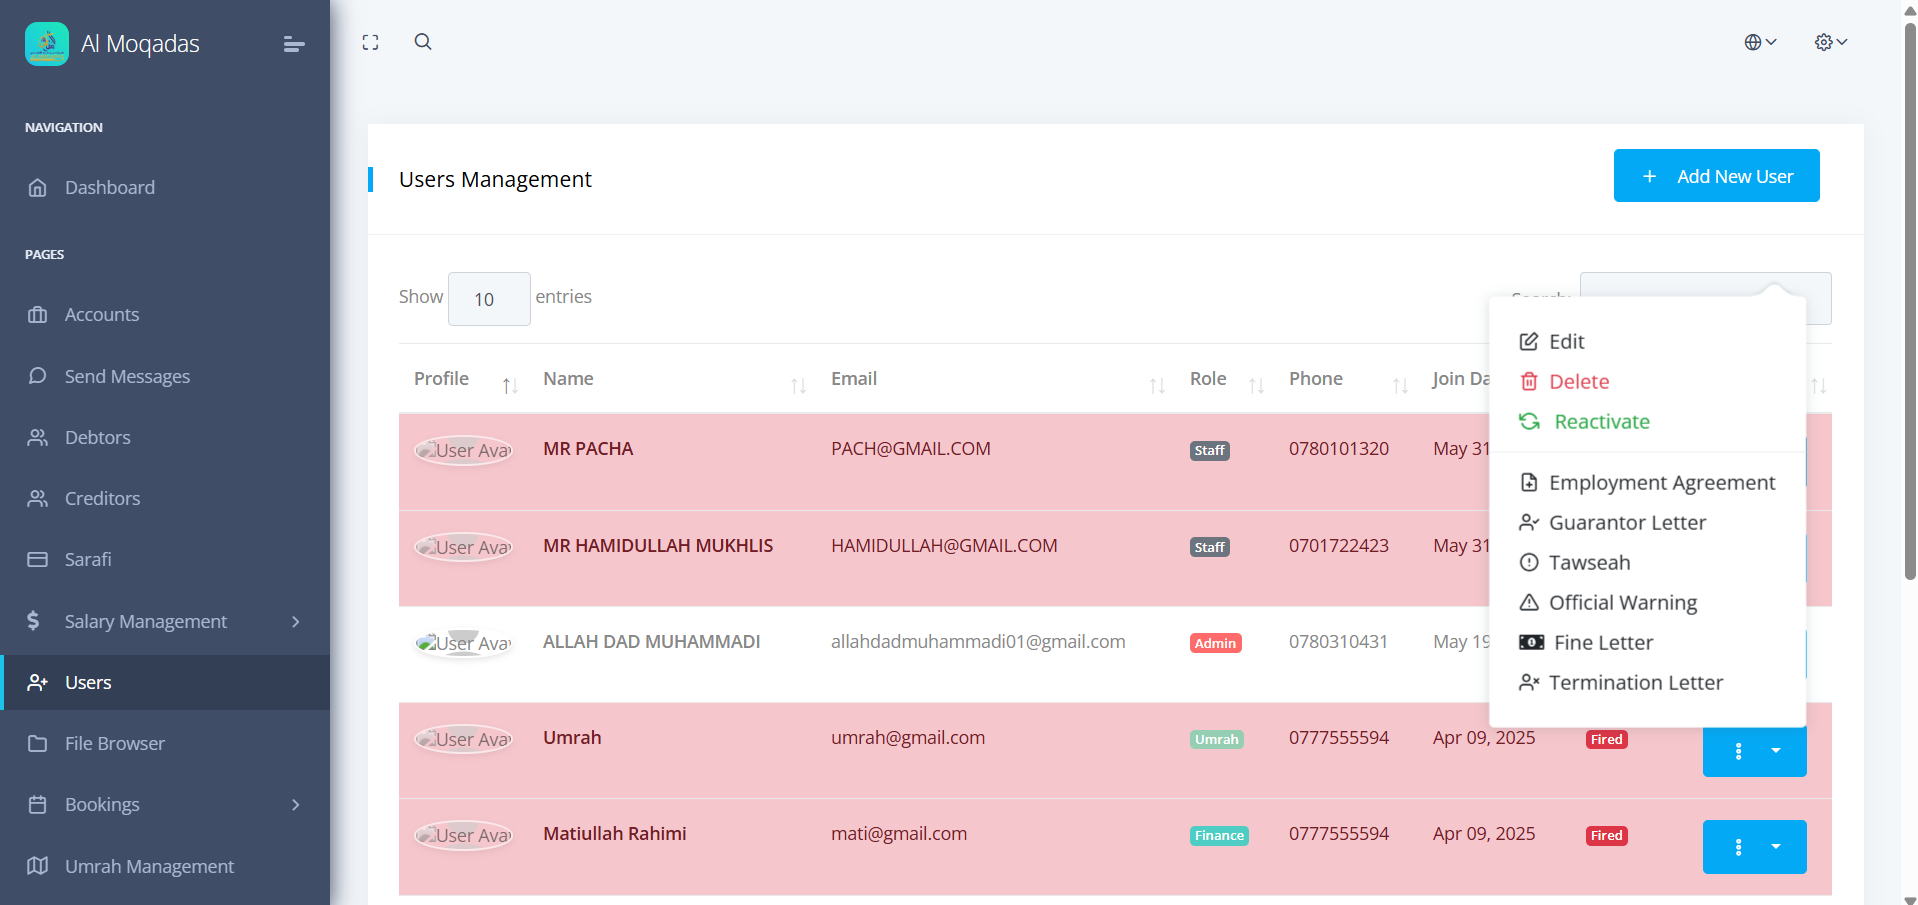 Al Moqadas
NAVIGATION
Dashboard
PAGES
Accounts
Send Messages
Debtors
Creditors
Sarafi
Salary Management
Users
File Browser
Bookings
Umrah Management
Users Management
+ Add New User
Show 10 entries
Profile Name Email Role Phone Join Da
User Ava MR PACHA PACH@GMAIL.COM Staff 0780101320 May 31
User Ava MR HAMIDULLAH MUKHLIS HAMIDULLAH@GMAIL.COM Staff 0701722423 May 31
User Ava ALLAH DAD MUHAMMADI allahdadmuhammadi01@gmail.com Admin 0780310431 May 19
User Ava Umrah umrah@gmail.com Umrah 0777555594 Apr 09, 2025 Fired
User Ava Matiullah Rahimi mati@gmail.com Finance 0777555594 Apr 09, 2025 Fired
Edit
Delete
Reactivate
Employment Agreement
Guarantor Letter
Tawseah
Official Warning
Fine Letter
Termination Letter